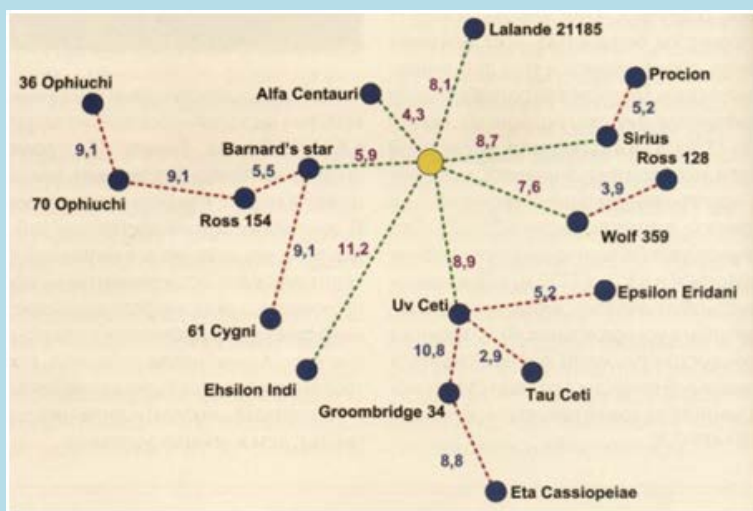 Lalande 21185
Procion
36 Ophiuchi
Alfa Centauri
8,1
5,2
4,3
Barnard's star
8,7
Sirius
9,1
5,9
Ross 128
5,5
9,1
7,6
3,9
70 Ophiuchi
Ross 154
Wolf 359
11,2
9,1
8,9
5,2
Epsilon Eridani
Uv Ceti
61 Cygni
10,8
2,9
Ehsilon Indi
Tau Ceti
Groombridge 34
8,8
Eta Cassiopeiae